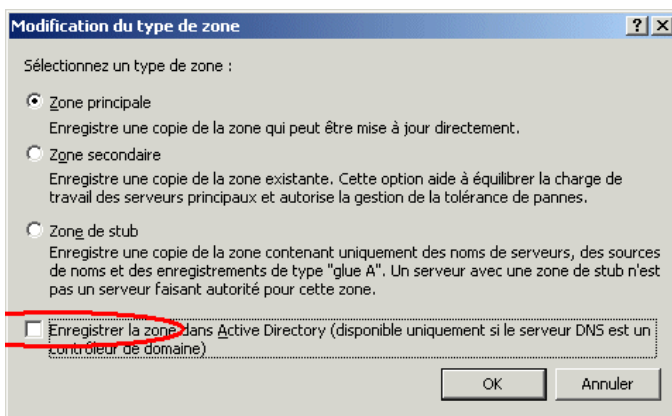 Modification du type de zone
Sélectionnez un type de zone :
Zone principale
Enregistre une copie de la zone qui peut être mise à jour directement.
Zone secondaire
Enregistre une copie de la zone existante. Cette option aide à équilibrer la charge de
travail des serveurs principaux et autorise la gestion de la tolérance de pannes.
Zone de stub
Enregistre une copie de la zone contenant uniquement des noms de serveurs, des sources
de noms et des enregistrements de type "glue A". Un serveur avec une zone de stub n'est
pas un serveur faisant autorité pour cette zone.
Enregistrer la zone dans Active Directory (disponible uniquement si le serveur DNS est un
contrôleur de domaine)
OK Annuler